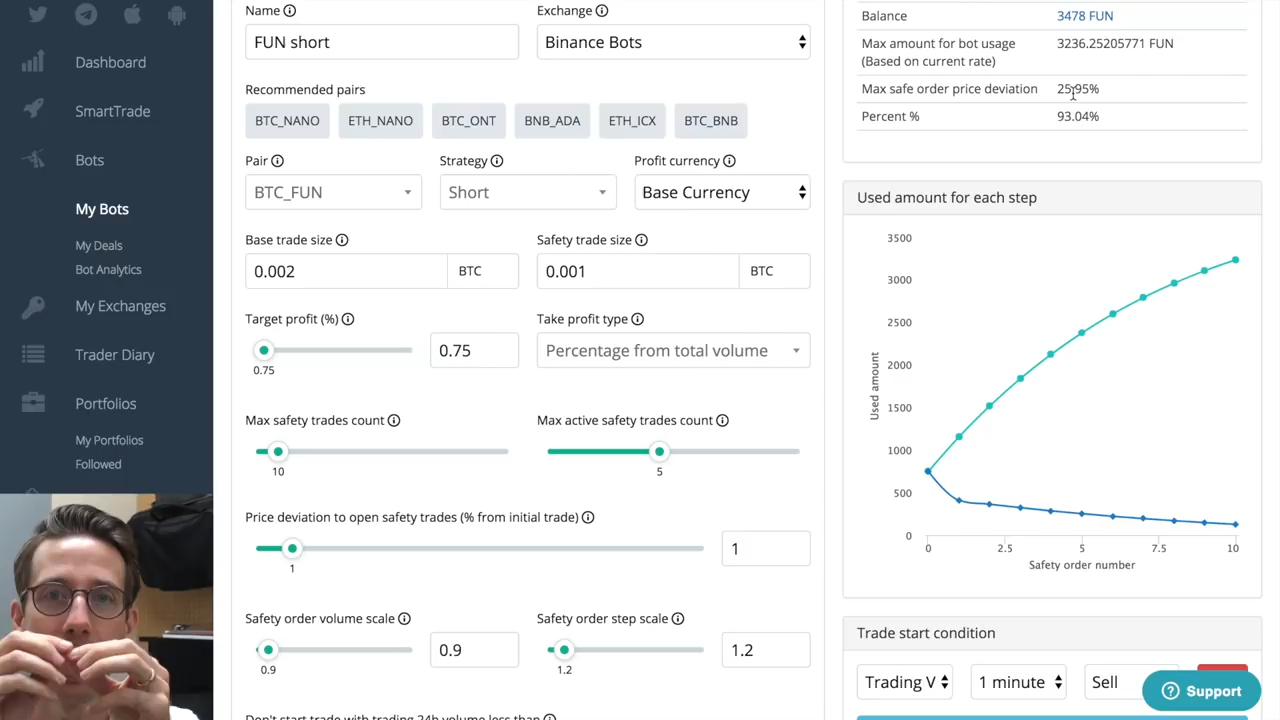 Dashboard
SmartTrade
Bots
My Bots
My Deals
Bot Analytics
My Exchanges
Trader Diary
Portfolios
My Portfolios
Followed
Name
Exchange
FUN short
Binance Bots
Recommended pairs
BTC_NANO
ETH_NANO
BTC_ONT
BNB_ADA
ETH_ICX
BTC_BNB
Pair
Strategy
Profit currency
BTC_FUN
Short
Base Currency
Base trade size
Safety trade size
0.002
BTC
0.001
BTC
Target profit (%)
Take profit type
0.75
0.75
Percentage from total volume
Max safety trades count
Max active safety trades count
10
5
Price deviation to open safety trades (% from initial trade)
1
1
Safety order volume scale
Safety order step scale
0.9
0.9
1.2
1.2
Balance
3478 FUN
Max amount for bot usage
(Based on current rate)
3236.25205771 FUN
Max safe order price deviation
25.95%
Percent %
93.04%
Used amount for each step
3500
3000
2500
2000
1500
1000
500
0
Used amount
0
2.5
5
7.5
10
Safety order number
Trade start condition
Trading V
1 minute
Sell
Support